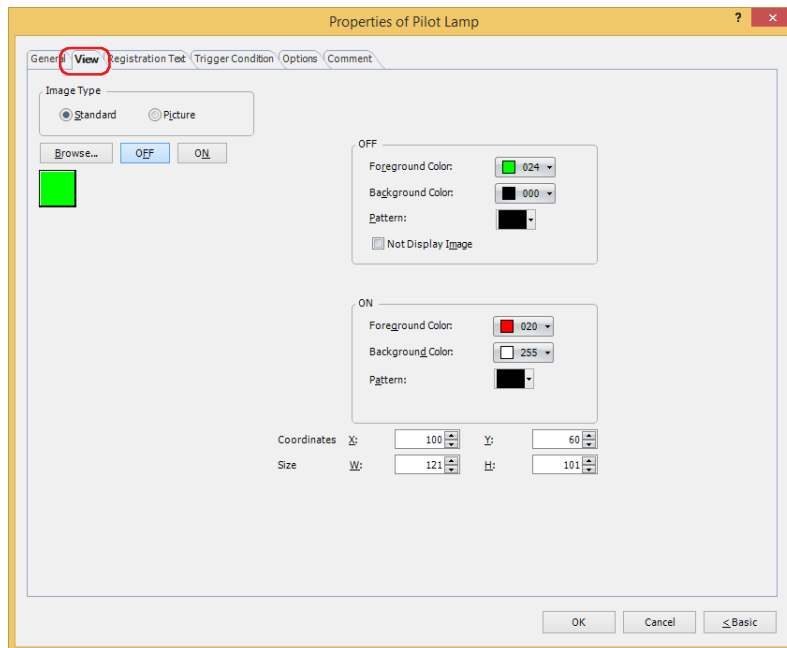 Properties of Pilot Lamp
? ×
General View Registration Text Trigger Condition Options Comment
Image Type
Standard Picture
Browse... OFF ON
OFF
Foreground Color: 024
Background Color: 000
Pattern:
Not Display Image
ON
Foreground Color: 020
Background Color: 255
Pattern:
Coordinates X: 100 Y: 60
Size W: 121 H: 101
OK Cancel < Basic